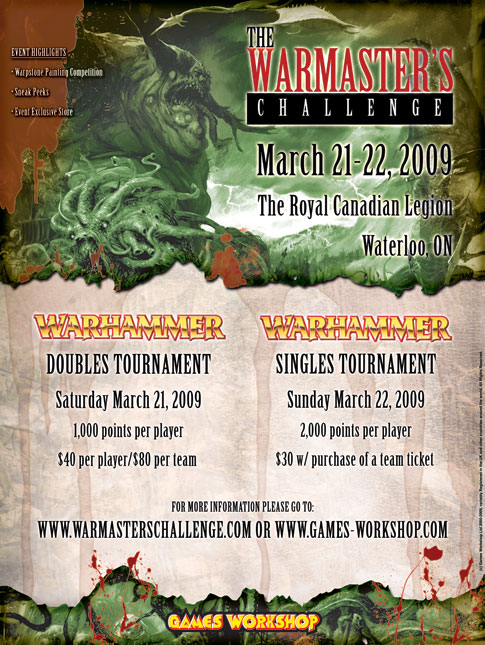 EVENT HIGHLIGHTS
· Warpstone Painting Competition
· Sneak Peeks
· Event Exclusive Store
THE
WARMASTER'S
CHALLENGE
March 21-22, 2009
The Royal Canadian Legion
Waterloo, ON
WARHAMMER
DOUBLES TOURNAMENT
Saturday March 21, 2009
1,000 points per player
$40 per player/$80 per team
WARHAMMER
SINGLES TOURNAMENT
Sunday March 22, 2009
2,000 points per player
$30 w/ purchase of a team ticket
FOR MORE INFORMATION PLEASE GO TO:
WWW.WARMASTERSCHALLENGE.COM OR WWW.GAMES-WORKSHOP.COM
GAMES WORKSHOP